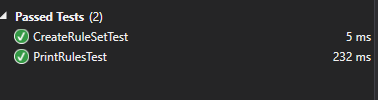 Passed Tests (2)
CreateRuleSetTest 5 ms
PrintRulesTest 232 ms